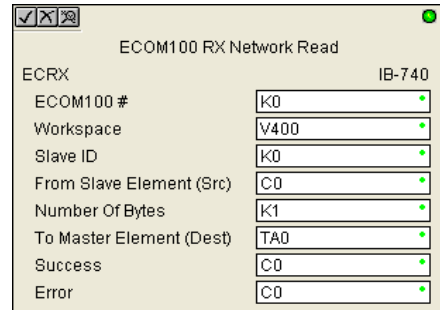 ECOM100 RX Network Read
ECRX IB-740
ECOM100 # K0
Workspace V400
Slave ID K0
From Slave Element (Src) C0
Number Of Bytes K1
To Master Element (Dest) TA0
Success C0
Error C0